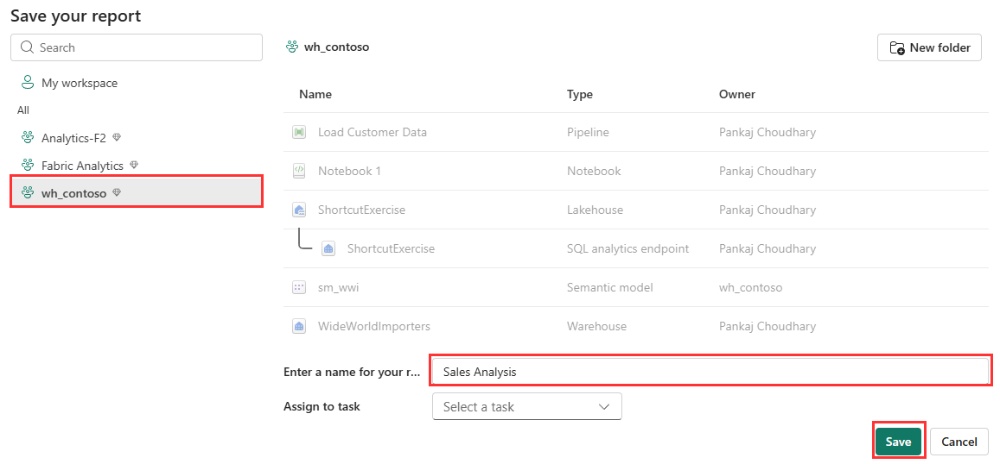 Save your report
Search
My workspace
All
Analytics-F2
Fabric Analytics
wh_contoso
wh_contoso
New folder
Name Type Owner
Load Customer Data Pipeline Pankaj Choudhary
Notebook 1 Notebook Pankaj Choudhary
ShortcutExercise Lakehouse Pankaj Choudhary
ShortcutExercise SQL analytics endpoint Pankaj Choudhary
sm_wwi Semantic model wh_contoso
WideWorldImporters Warehouse Pankaj Choudhary
Enter a name for your r... Sales Analysis
Assign to task Select a task
Save Cancel